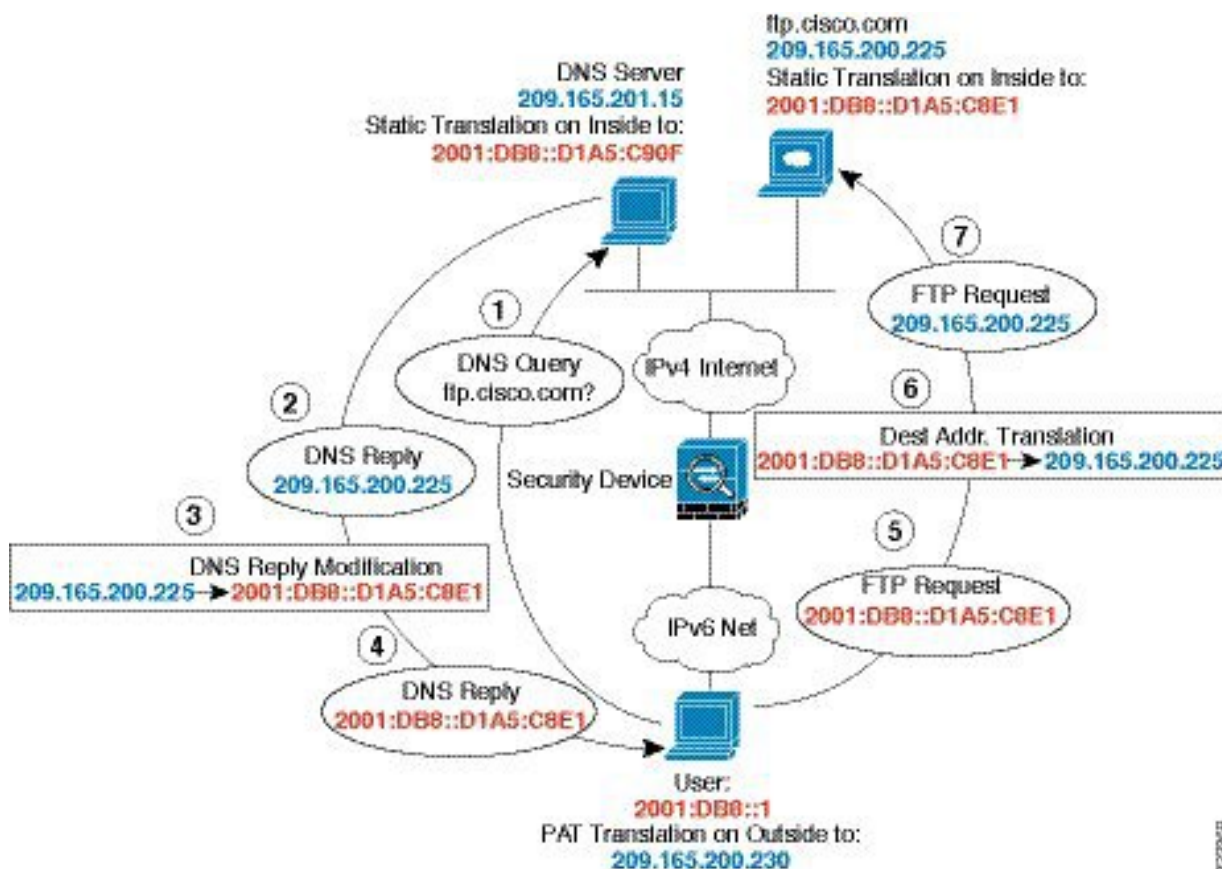 ftp.cisco.com
209.165.200.225
Static Translation on Inside to:
2001:DB8::D1A5:C8E1
DNS Server
209.165.201.15
Static Translation on Inside to:
2001:DB8::D1A5:C90F
7
FTP Request
209.165.200.225
1
DNS Query
ftp.cisco.com?
IPv4 Internet
2
DNS Reply
209.165.200.225
6
Dest Addr. Translation
2001:DB8::D1A5:C8E1 → 209.165.200.225
Security Device
3
DNS Reply Modification
209.165.200.225 → 2001:DB8::D1A5:C8E1
5
FTP Request
2001:DB8::D1A5:C8E1
IPv6 Net
4
DNS Reply
2001:DB8::D1A5:C8E1
User:
2001:DB8::1
PAT Translation on Outside to:
209.165.200.230